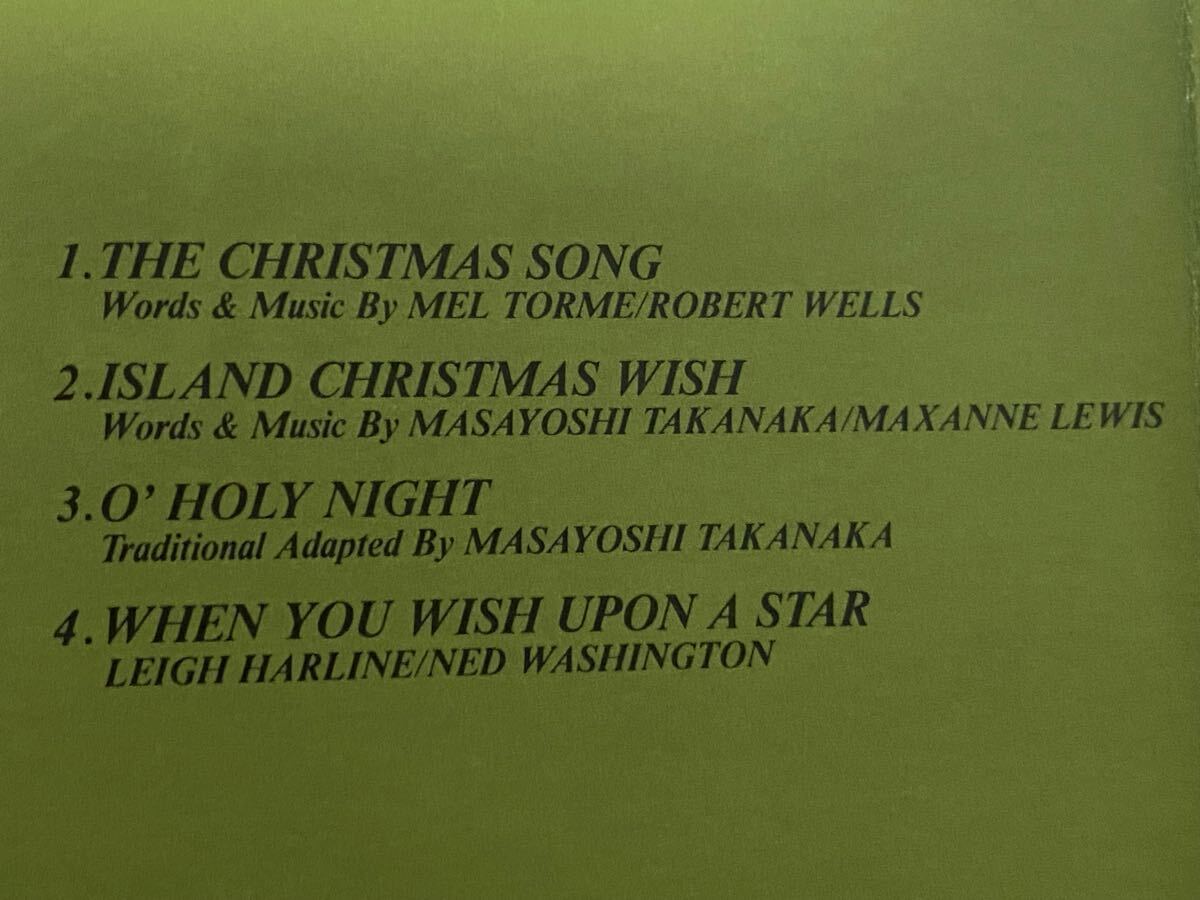 1. THE CHRISTMAS SONG
Words & Music By MEL TORME/ROBERT WELLS
2. ISLAND CHRISTMAS WISH
Words & Music By MASAYOSHI TAKANAKA/MAXANNE LEWIS
3. O' HOLY NIGHT
Traditional Adapted By MASAYOSHI TAKANAKA
4. WHEN YOU WISH UPON A STAR
LEIGH HARLINE/NED WASHINGTON